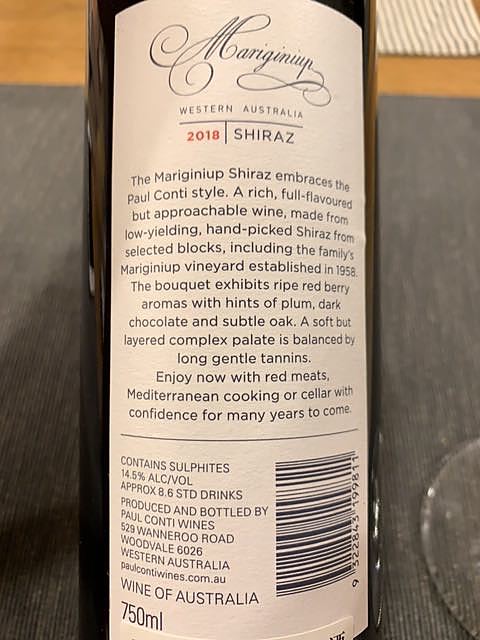 Mariginiup
WESTERN AUSTRALIA
2018 | SHIRAZ
The Mariginiup Shiraz embraces the
Paul Conti style. A rich, full-flavoured
but approachable wine, made from
low-yielding, hand-picked Shiraz from
selected blocks, including the family's
Mariginiup vineyard established in 1958.
The bouquet exhibits ripe red berry
aromas with hints of plum, dark
chocolate and subtle oak. A soft but
layered complex palate is balanced by
long gentle tannins.
Enjoy now with red meats,
Mediterranean cooking or cellar with
confidence for many years to come.
CONTAINS SULPHITES
14.5% ALC/VOL
APPROX 8.6 STD DRINKS
PRODUCED AND BOTTLED BY
PAUL CONTI WINES
529 WANNEROO ROAD
WOODVALE 6026
WESTERN AUSTRALIA
paulcontiwines.com.au
WINE OF AUSTRALIA
750ml
9 322843 199811